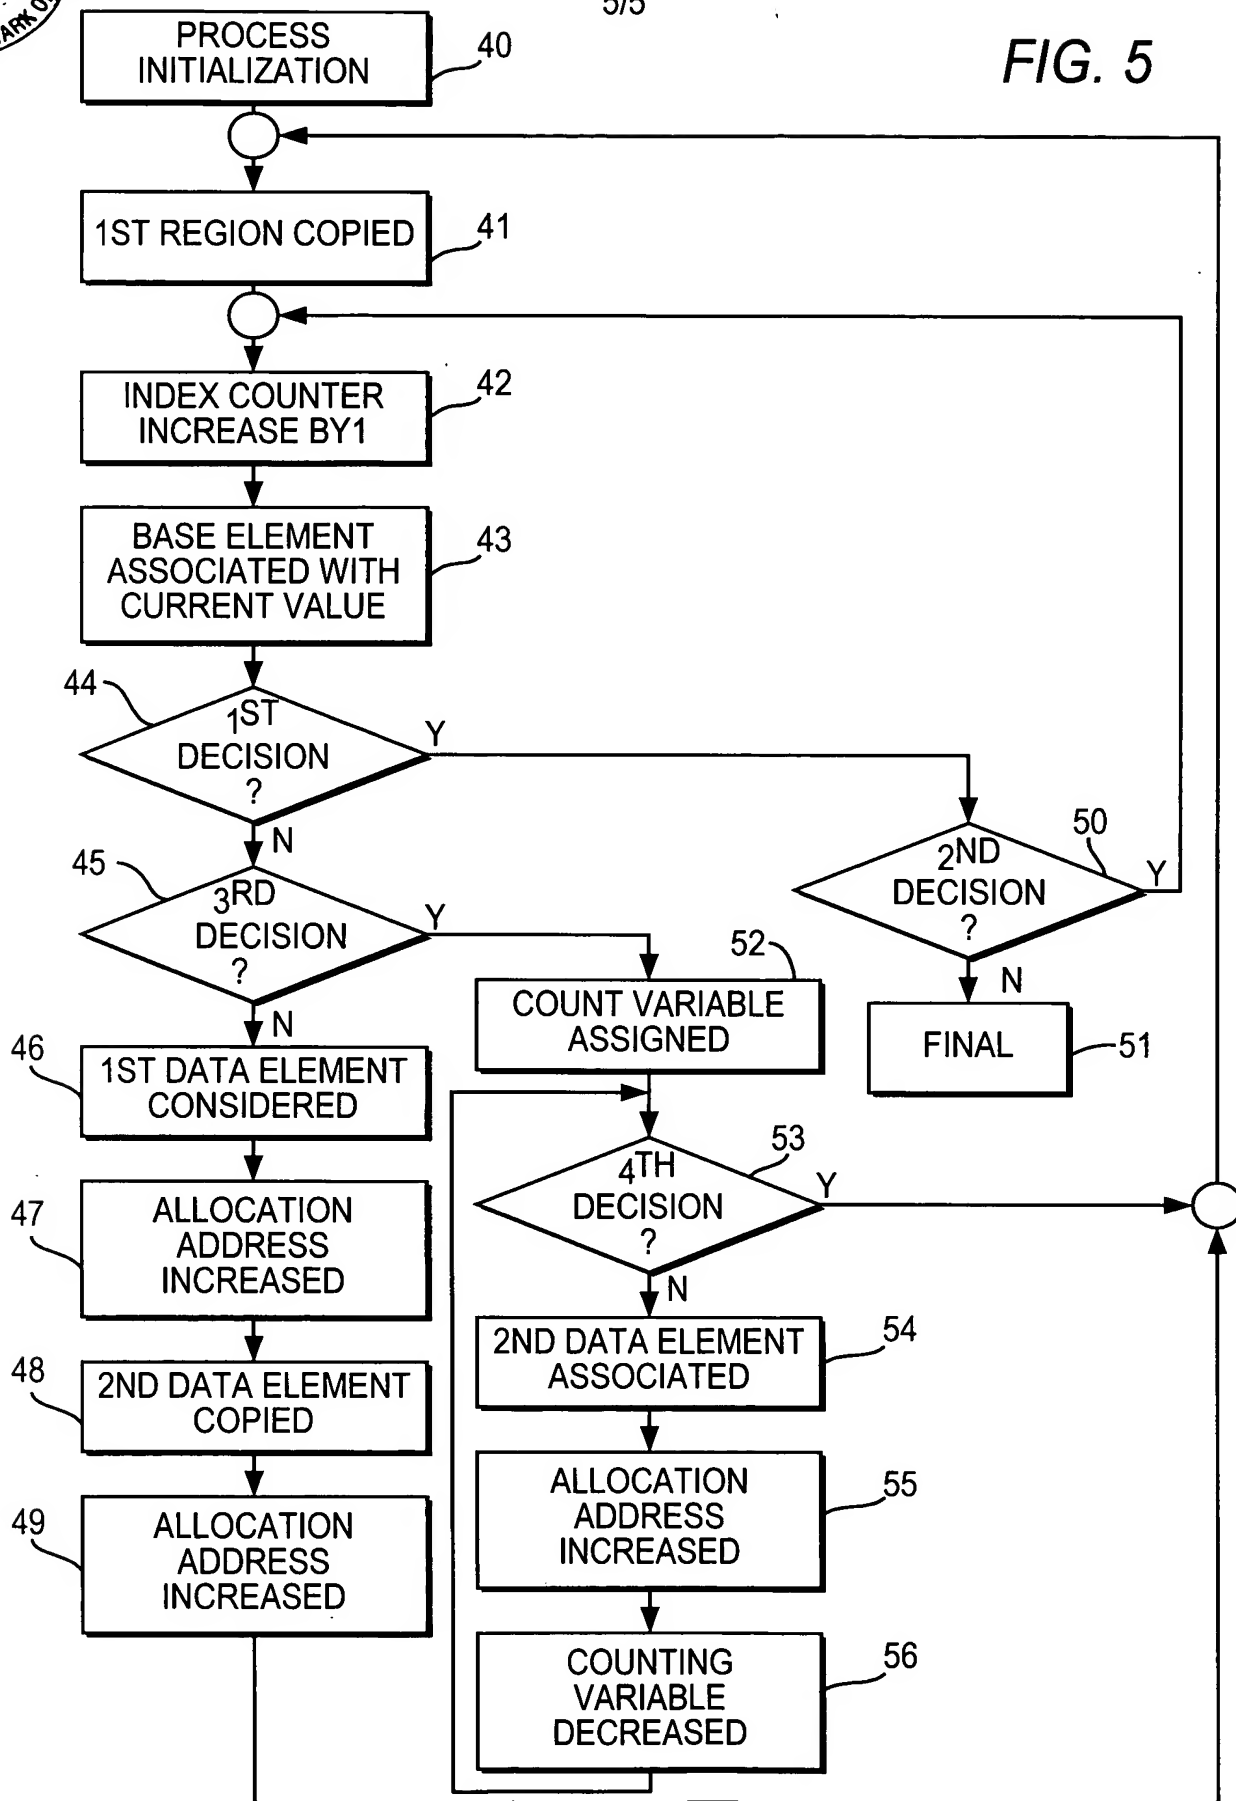 5/5
FIG. 5
PROCESS
INITIALIZATION
40
1ST REGION COPIED
41
INDEX COUNTER
INCREASE BY1
42
BASE ELEMENT
ASSOCIATED WITH
CURRENT VALUE
43
44
1ST
DECISION
?
Y
N
50
2ND
DECISION
?
Y
N
45
3RD
DECISION
?
Y
N
52
COUNT VARIABLE
ASSIGNED
FINAL
51
46
1ST DATA ELEMENT
CONSIDERED
53
4TH
DECISION
?
Y
N
47
ALLOCATION
ADDRESS
INCREASED
54
2ND DATA ELEMENT
ASSOCIATED
48
2ND DATA ELEMENT
COPIED
55
ALLOCATION
ADDRESS
INCREASED
49
ALLOCATION
ADDRESS
INCREASED
56
COUNTING
VARIABLE
DECREASED